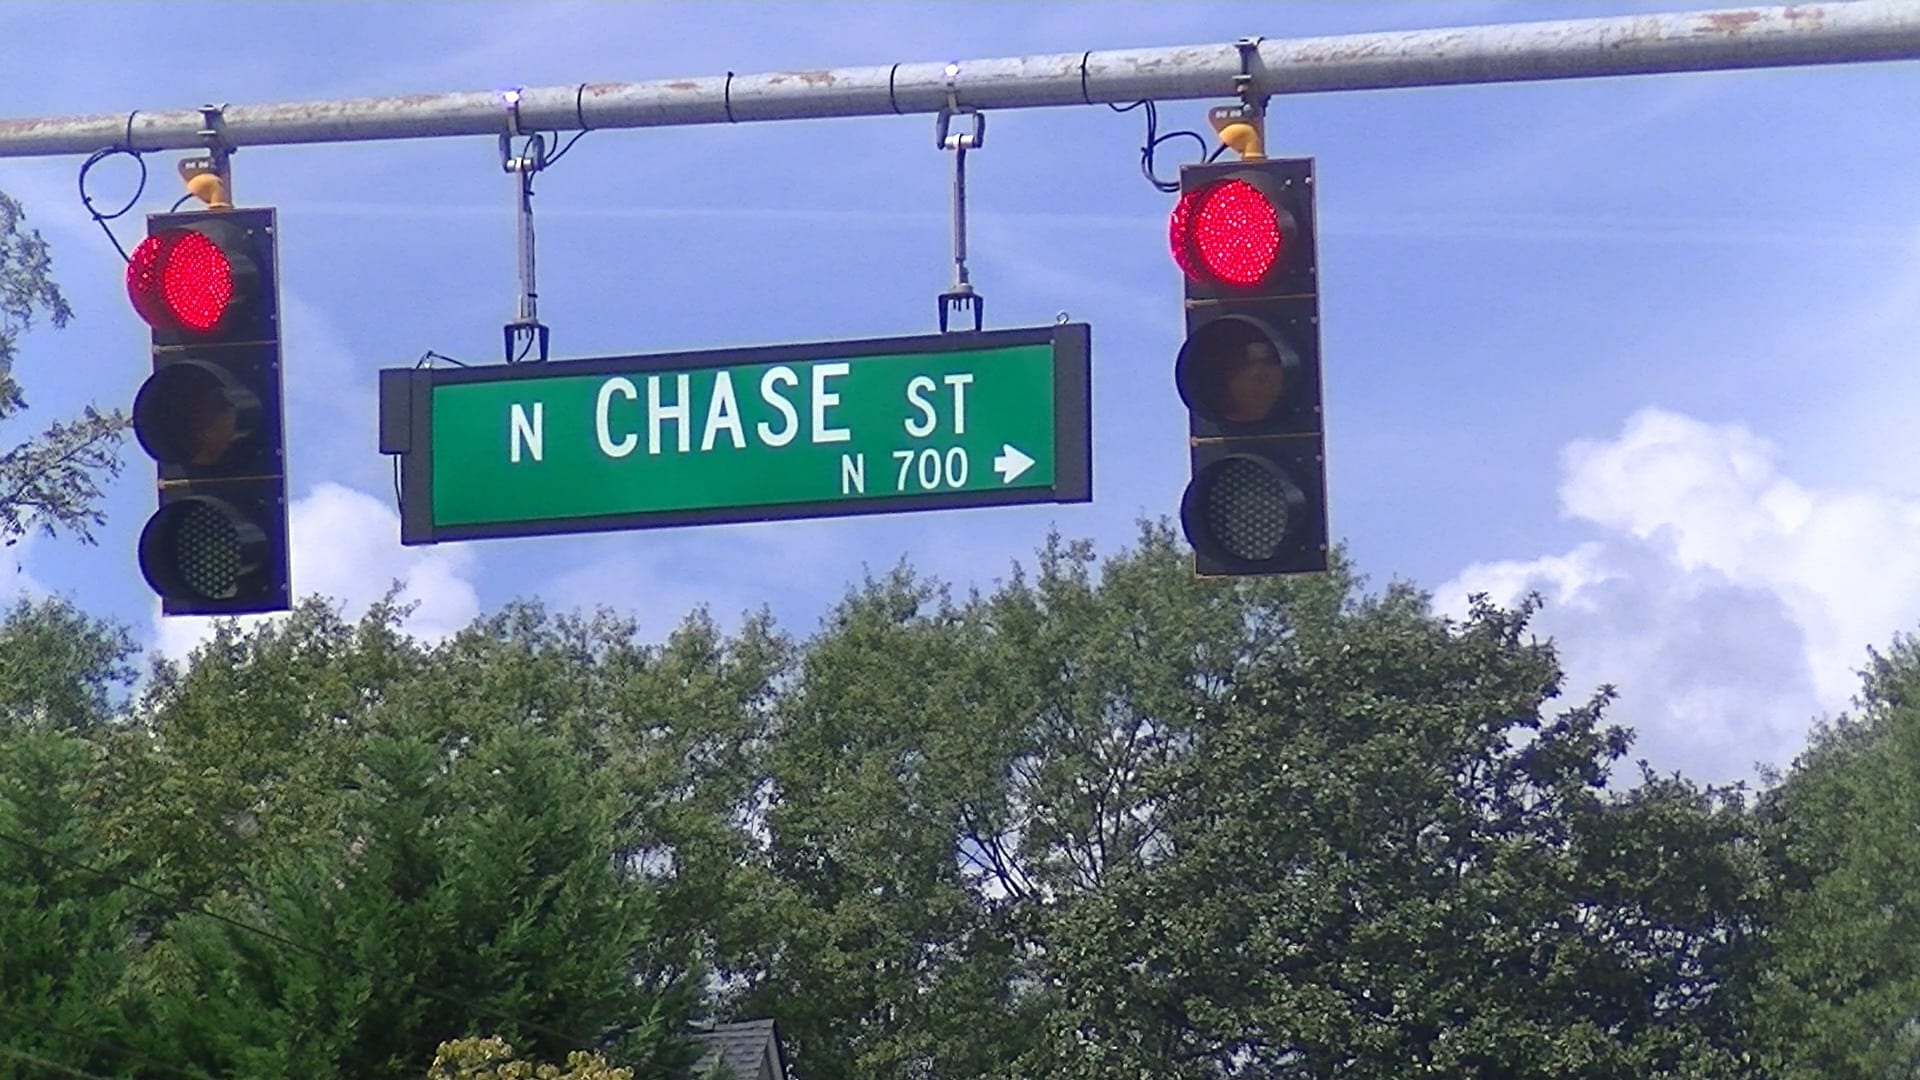 N CHASE ST
N 700 →